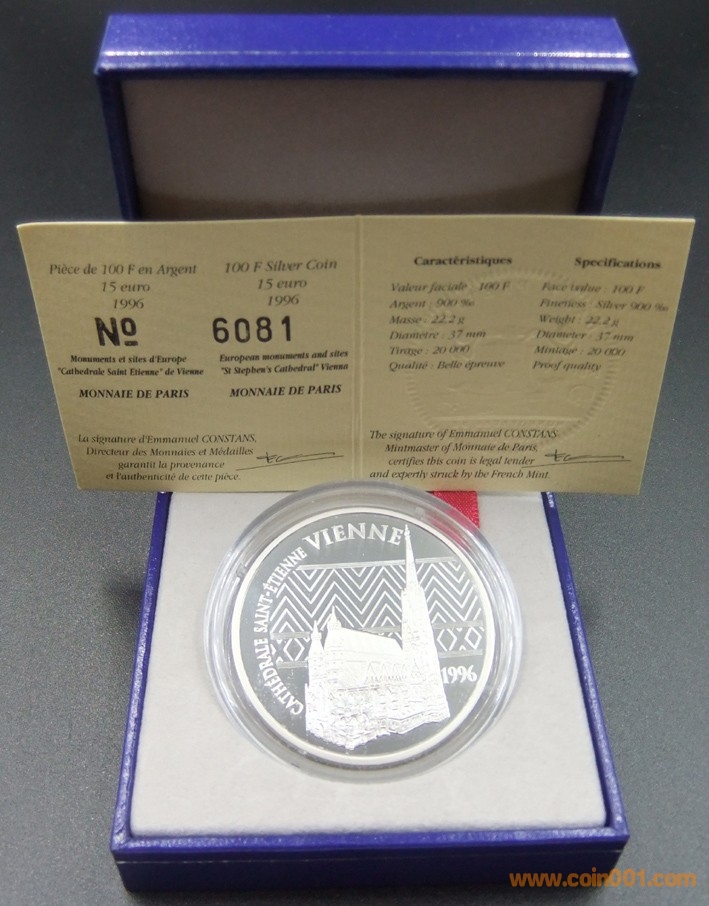 Pièce de 100 F en Argent
15 euro
1996
100 F Silver Coin
15 euro
1996
Nº 6081
Monuments et sites d'Europe
"Cathedrale Saint Etienne" de Vienne
MONNAIE DE PARIS
European monuments and sites
"St Stephen's Cathedral" Vienna
MONNAIE DE PARIS
La signature d'Emmanuel CONSTANS,
Directeur des Monnaies et Médailles
garantit la provenance
et l'authenticité de cette pièce.
Caractéristiques
Valeur faciale : 100 F
Argent : 900 ‰
Masse : 22.2 g
Diamètre : 37 mm
Tirage : 20 000
Qualité : Belle épreuve
Specifications
Face value : 100 F
Fineness : Silver 900 ‰
Weight : 22.2 g
Diameter : 37 mm
Mintage : 20 000
Proof quality
The signature of Emmanuel CONSTANS
Mintmaster of Monnaie de Paris,
certifies this coin is legal tender
and expertly struck by the French Mint.
CATHÉDRALE SAINT-ÉTIENNE VIENNE
1996
www.coin001.com